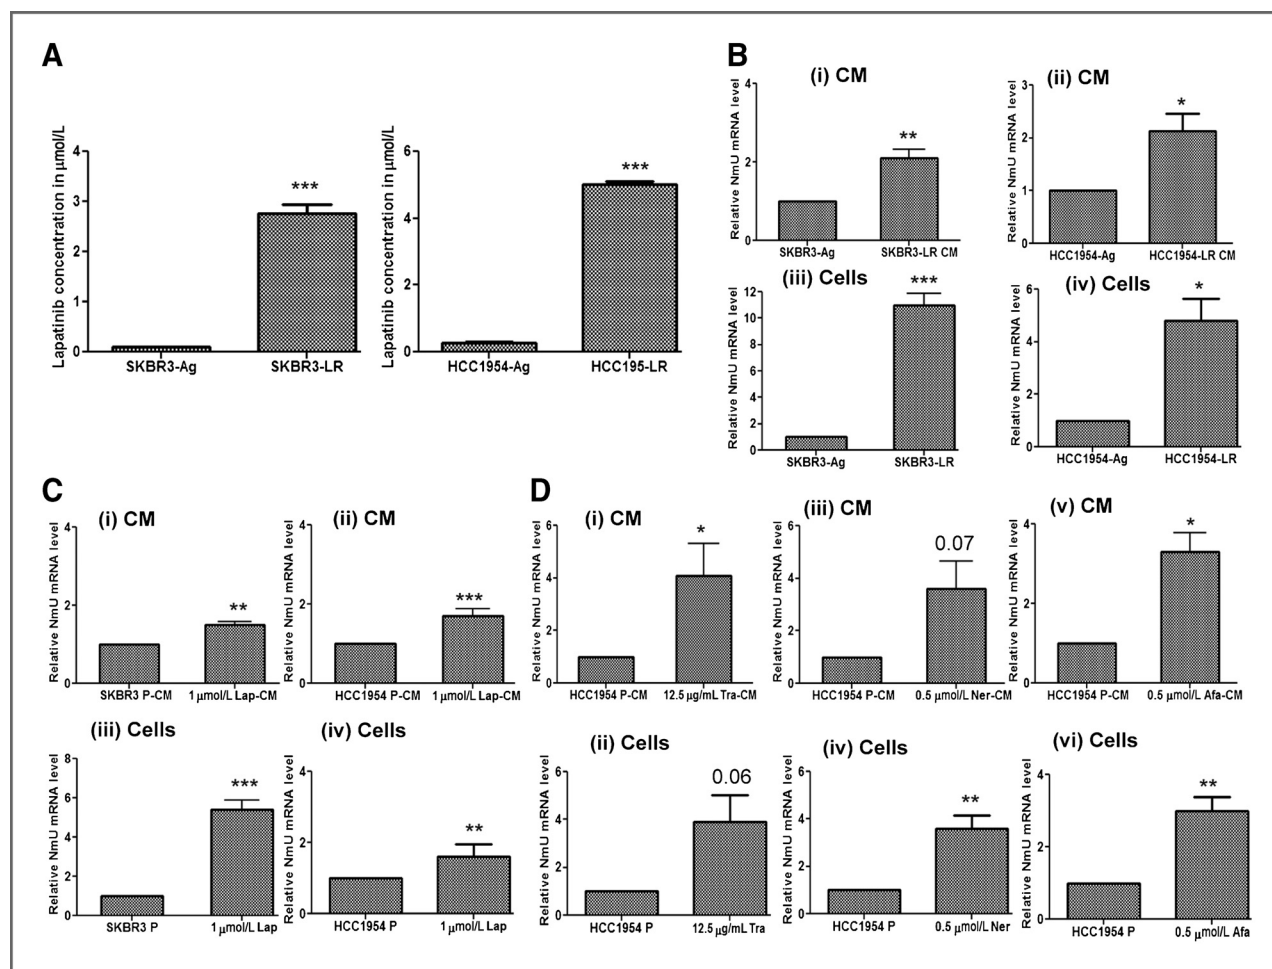 A
Lapatinib concentration in µmol/L
4
3
2
1
0
***
SKBR3-Ag
SKBR3-LR
Lapatinib concentration in µmol/L
6
4
2
0
***
HCC1954-Ag
HCC195-LR
B
(i) CM
Relative NmU mRNA level
4
2
0
**
SKBR3-Ag
SKBR3-LR CM
(ii) CM
Relative NmU mRNA level
3
2
1
0
*
HCC1954-Ag
HCC1954-LR CM
(iii) Cells
Relative NmU mRNA level
12
10
8
6
4
2
0
***
SKBR3-Ag
SKBR3-LR
(iv) Cells
Relative NmU mRNA level
6
4
2
0
*
HCC1954-Ag
HCC1954-LR
C
(i) CM
Relative NmU mRNA level
4
2
0
**
SKBR3 P-CM
1 µmol/L Lap-CM
(ii) CM
Relative NmU mRNA level
4
2
0
***
HCC1954 P-CM
1 µmol/L Lap-CM
(iii) Cells
Relative NmU mRNA level
8
6
4
2
0
***
SKBR3 P
1 µmol/L Lap
(iv) Cells
Relative NmU mRNA level
4
2
0
**
HCC1954 P
1 µmol/L Lap
D
(i) CM
Relative NmU mRNA level
6
4
2
0
*
HCC1954 P-CM
12.5 µg/mL Tra-CM
(iii) CM
Relative NmU mRNA level
6
4
2
0
0.07
HCC1954 P-CM
0.5 µmol/L Ner-CM
(v) CM
Relative NmU mRNA level
4
2
0
*
HCC1954 P-CM
0.5 µmol/L Afa-CM
(ii) Cells
Relative NmU mRNA level
6
4
2
0
0.06
HCC1954 P
12.5 µg/mL Tra
(iv) Cells
Relative NmU mRNA level
6
4
2
0
**
HCC1954 P
0.5 µmol/L Ner
(vi) Cells
Relative NmU mRNA level
4
2
0
**
HCC1954 P
0.5 µmol/L Afa